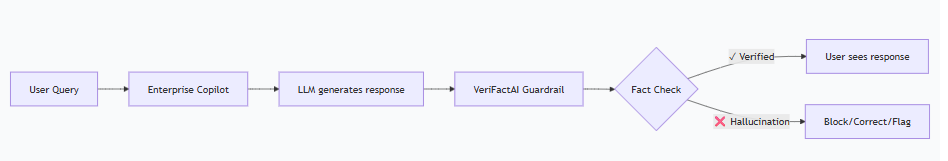 User Query
Enterprise Copilot
LLM generates response
VeriFactAI Guardrail
Fact Check
✓ Verified
User sees response
❌ Hallucination
Block/Correct/Flag